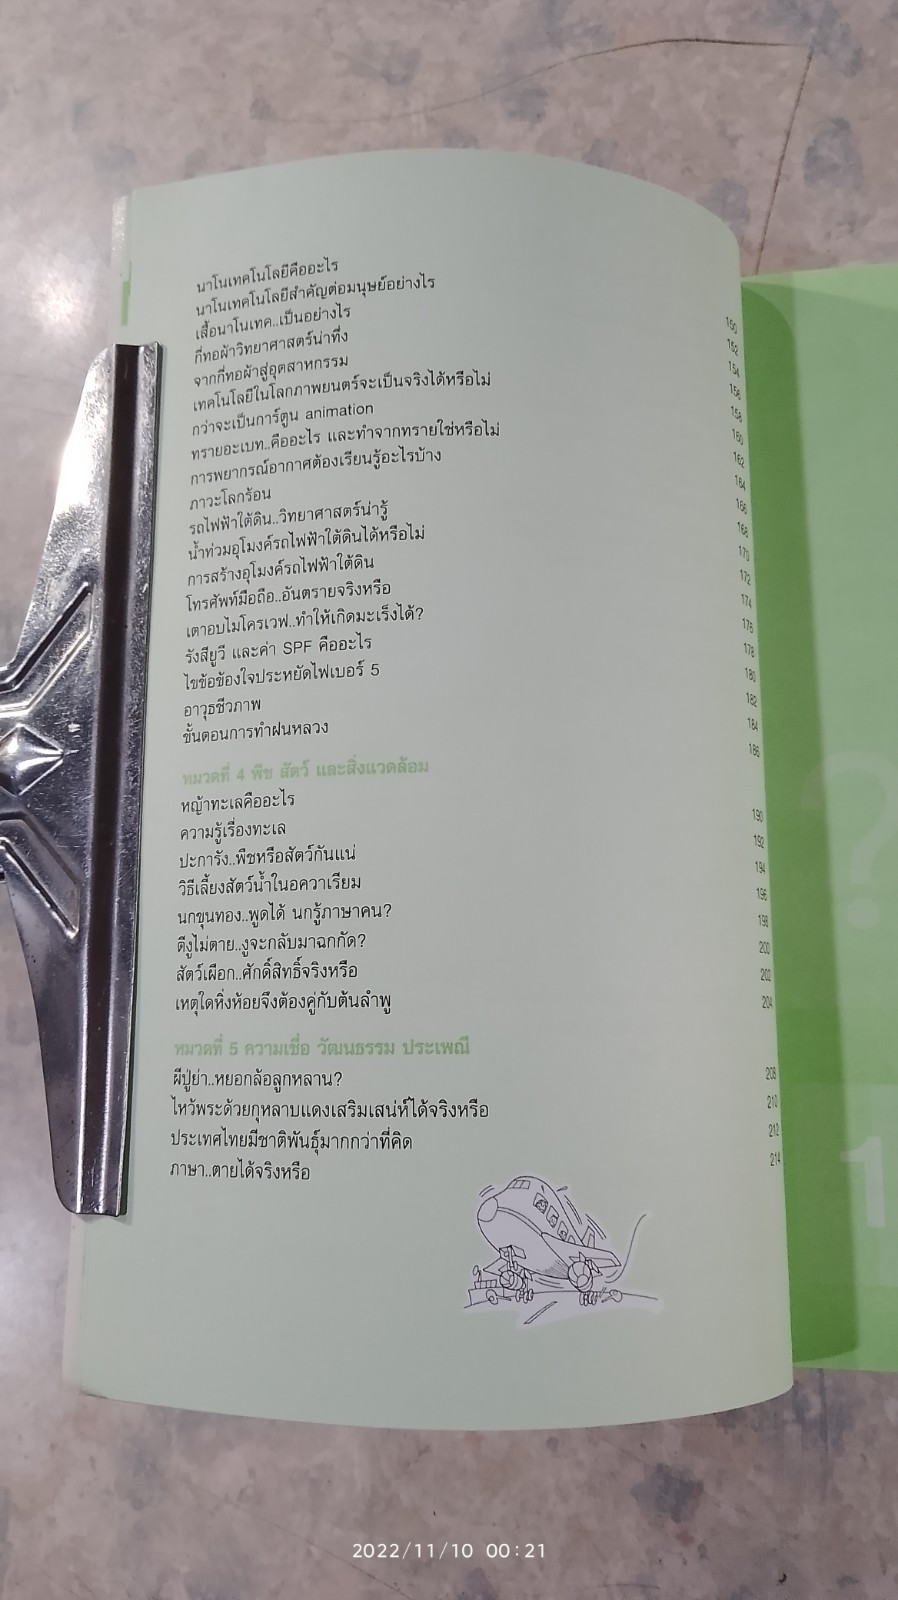 นาโนเทคโนโลยีคืออะไร 150
นาโนเทคโนโลยีสำคัญต่อมนุษย์อย่างไร 152
เสื้อนาโนเทค..เป็นอย่างไร 154
กี่ทอผ้าวิทยาศาสตร์น่าทึ่ง 156
จากกี่ทอผ้าสู่อุตสาหกรรม 158
เทคโนโลยีในโลกภาพยนตร์จะเป็นจริงได้หรือไม่ 160
กว่าจะเป็นการ์ตูน animation 162
ทรายอะเบท..คืออะไร และทำจากทรายใช่หรือไม่ 164
การพยากรณ์อากาศต้องเรียนรู้อะไรบ้าง 166
ภาวะโลกร้อน 168
รถไฟฟ้าใต้ดิน..วิทยาศาสตร์น่ารู้ 170
น้ำท่วมอุโมงค์รถไฟฟ้าใต้ดินได้หรือไม่ 172
การสร้างอุโมงค์รถไฟฟ้าใต้ดิน 174
โทรศัพท์มือถือ..อันตรายจริงหรือ 176
เตาอบไมโครเวฟ..ทำให้เกิดมะเร็งได้? 178
รังสียูวี และค่า SPF คืออะไร 180
ไขข้อข้องใจประหยัดไฟเบอร์ 5 182
อาวุธชีวภาพ 184
ขั้นตอนการทำฝนหลวง 186
หมวดที่ 4 พืช สัตว์ และสิ่งแวดล้อม
หญ้าทะเลคืออะไร 190
ความรู้เรื่องทะเล 192
ปะการัง..พืชหรือสัตว์กันแน่ 194
วิธีเลี้ยงสัตว์น้ำในอควาเรียม 196
นกขุนทอง..พูดได้ นกรู้ภาษาคน? 198
ตีงูไม่ตาย..งูจะกลับมาฉกกัด? 200
สัตว์เผือก..ศักดิ์สิทธิ์จริงหรือ 202
เหตุใดหิ่งห้อยจึงต้องคู่กับต้นลำพู 204
หมวดที่ 5 ความเชื่อ วัฒนธรรม ประเพณี
ผีปู่ย่า..หยอกล้อลูกหลาน? 208
ไหว้พระด้วยกุหลาบแดงเสริมเสน่ห์ได้จริงหรือ 210
ประเทศไทยมีชาติพันธุ์มากกว่าที่คิด 212
ภาษา..ตายได้จริงหรือ 214
2022/11/10 00:21